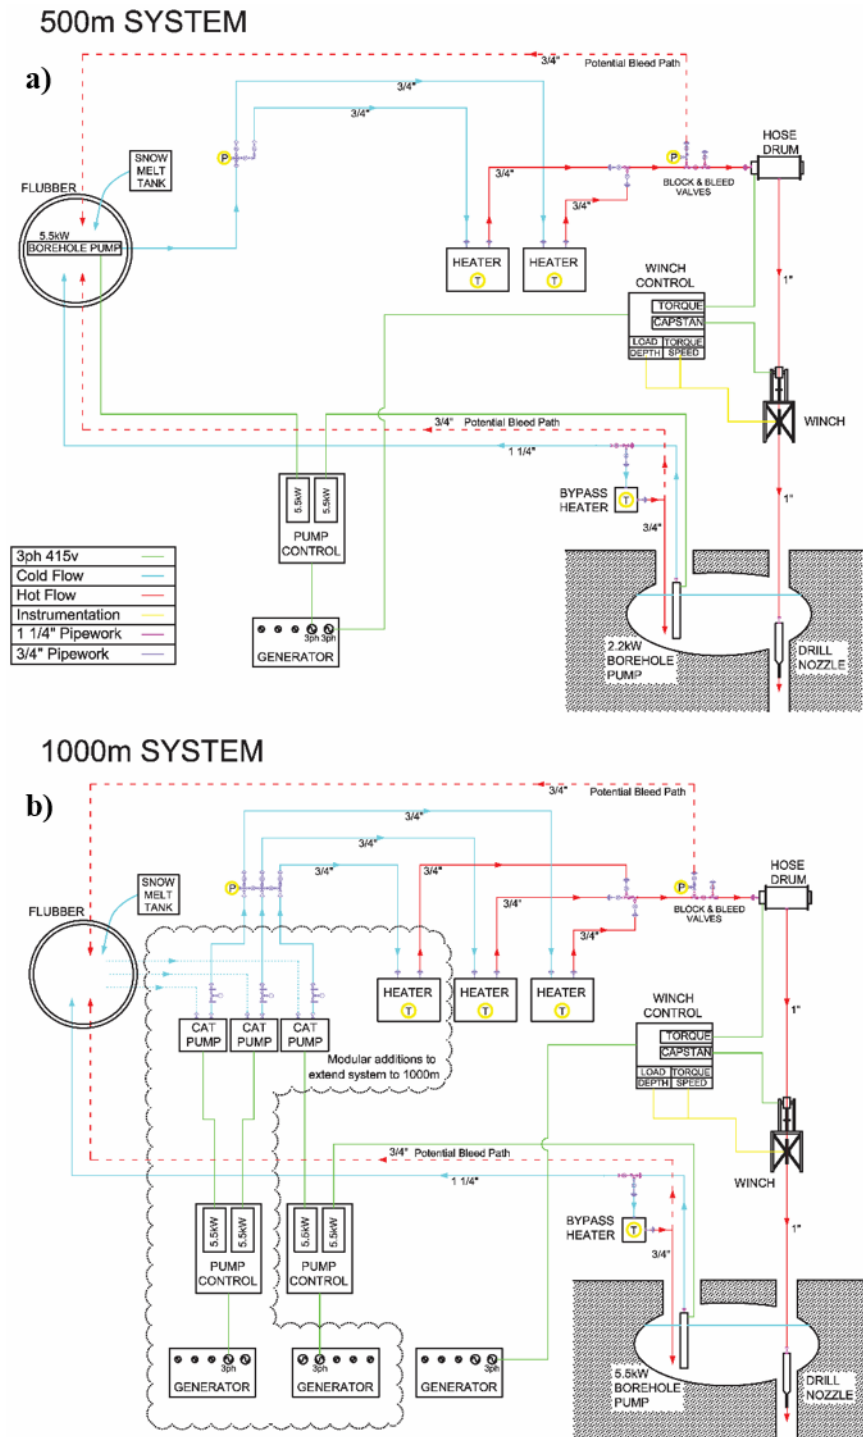 500m SYSTEM
a)
3/4"
Potential Bleed Path
3/4"
3/4"
P
P
SNOW
MELT
TANK
HOSE
DRUM
FLUBBER
3/4"
3/4"
BLOCK & BLEED
VALVES
5.5kW
BOREHOLE PUMP
HEATER
T
HEATER
T
WINCH
CONTROL
1"
TORQUE
CAPSTAN
LOAD
TORQUE
DEPTH
SPEED
WINCH
3/4"
Potential Bleed Path
1 1/4"
5.5kW
5.5kW
PUMP
CONTROL
BYPASS
HEATER
T
3/4"
1"
3ph 415v
Cold Flow
Hot Flow
Instrumentation
1 1/4" Pipework
3/4" Pipework
3ph
3ph
GENERATOR
2.2kW
BOREHOLE
PUMP
DRILL
NOZZLE
1000m SYSTEM
b)
3/4"
Potential Bleed Path
3/4"
3/4"
3/4"
P
P
SNOW
MELT
TANK
HOSE
DRUM
FLUBBER
3/4"
3/4"
3/4"
BLOCK & BLEED
VALVES
HEATER
T
HEATER
T
HEATER
T
CAT
PUMP
CAT
PUMP
CAT
PUMP
Modular additions to
extend system to 1000m
WINCH
CONTROL
1"
TORQUE
CAPSTAN
LOAD
TORQUE
DEPTH
SPEED
WINCH
3/4"
Potential Bleed Path
1 1/4"
5.5kW
5.5kW
PUMP
CONTROL
5.5kW
5.5kW
PUMP
CONTROL
BYPASS
HEATER
T
3/4"
1"
3ph
GENERATOR
3ph
GENERATOR
3ph
GENERATOR
5.5kW
BOREHOLE
PUMP
DRILL
NOZZLE